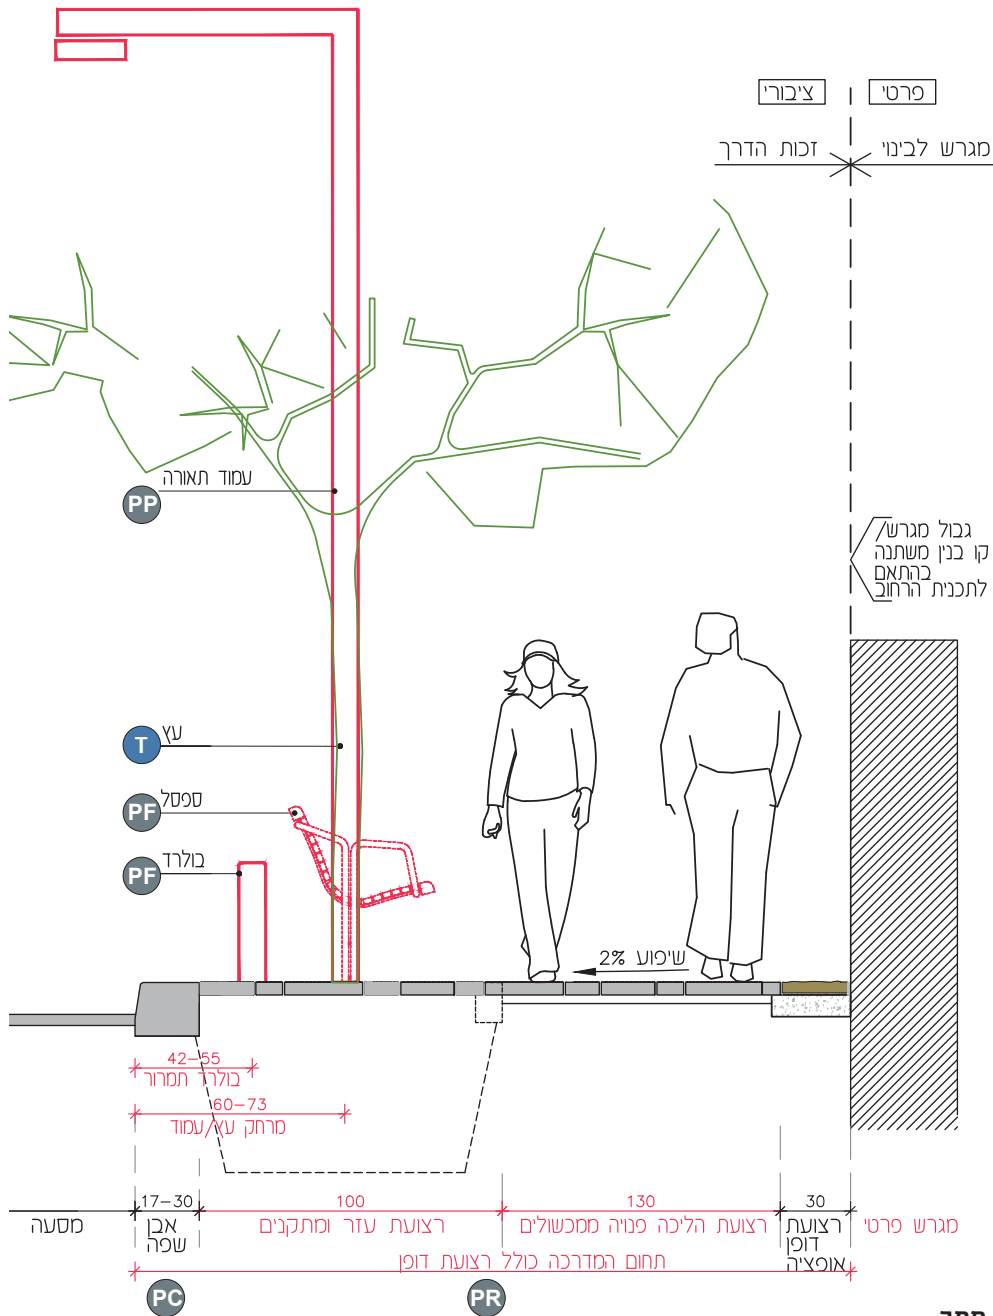 פרטי
ציבורי
מגרש לבינוי
זכות הדרך
עמוד תאורה
PP
גבול מגרש/
קו בנין משתנה
בהתאם
לתכנית הרחוב
עץ
T
ספסל
PF
בולרד
PF
שיפוע 2%
42-55
בולרד תמרור
60-73
מרחק עץ/עמוד
30
130
100
17-30
מגרש פרטי
רצועת
דופן
אופציה
רצועת הליכה פנויה ממכשולים
רצועת עזר ומתקנים
אבן
שפה
מסעה
תחום המדרכה כולל רצועת דופן
PR
PC